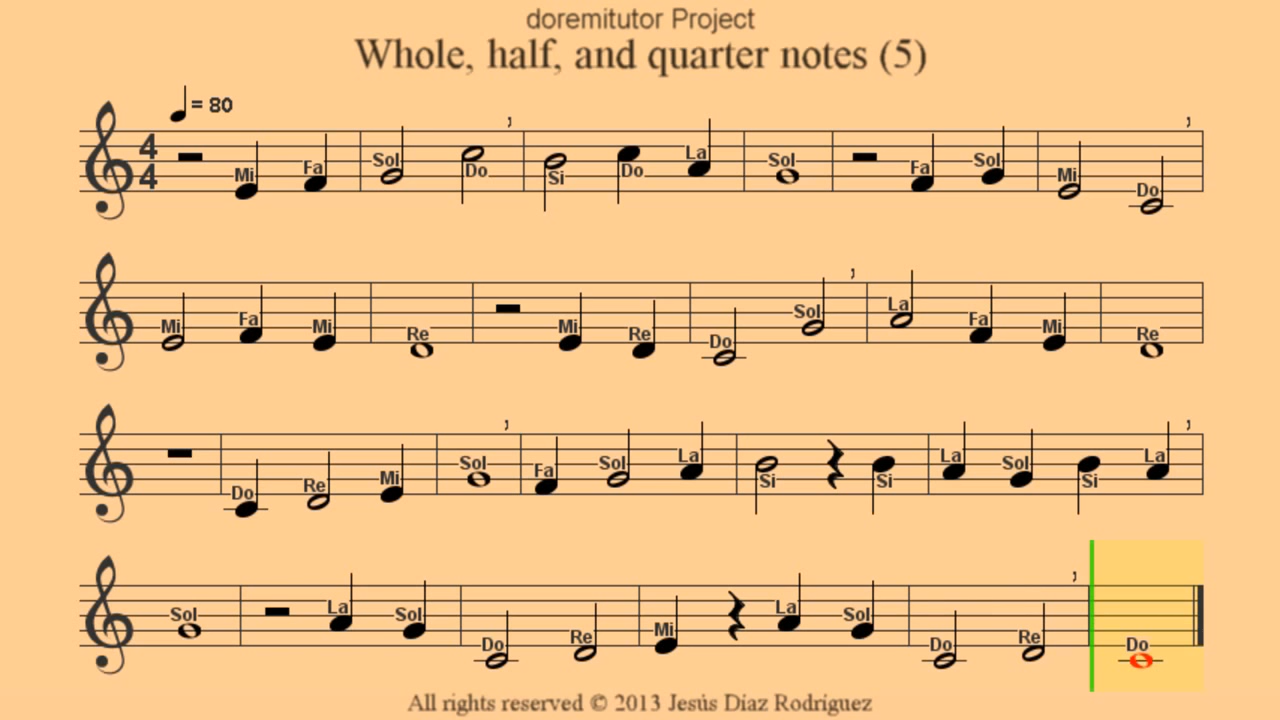 doremitutor Project
Whole, half, and quarter notes (5)
= 80
4
4
Mi Fa Sol Do Si Do La Sol Fa Sol Mi Do
Mi Fa Mi Re Mi Re Do Sol La Fa Mi Re
Do Re Mi Sol Fa Sol La Si Si La Sol Si La
Sol La Sol Do Re Mi La Sol Do Re Do
All rights reserved © 2013 Jesús Díaz Rodríguez